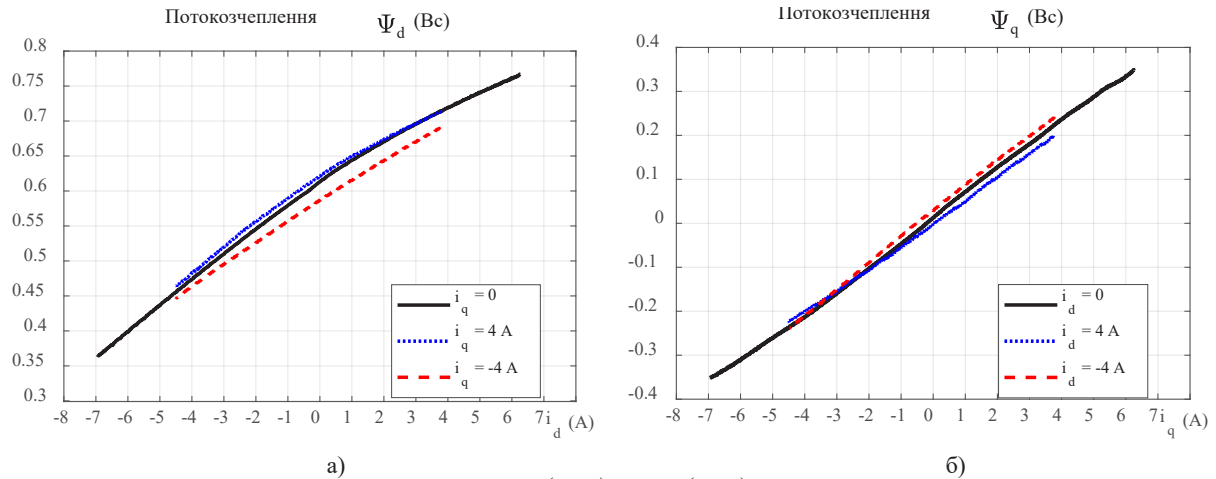 Потокозчеплення Ψd (Вс)
0.8
0.75
0.7
0.65
0.6
0.55
0.5
0.45
0.4
0.35
0.3
-8 -7 -6 -5 -4 -3 -2 -1 0 1 2 3 4 5 6 7 id (A)
iq = 0
iq = 4 A
iq = -4 A
а)
Потокозчеплення Ψq (Вс)
0.4
0.3
0.2
0.1
0
-0.1
-0.2
-0.3
-0.4
-8 -7 -6 -5 -4 -3 -2 -1 0 1 2 3 4 5 6 7 iq (A)
id = 0
id = 4 A
id = -4 A
б)